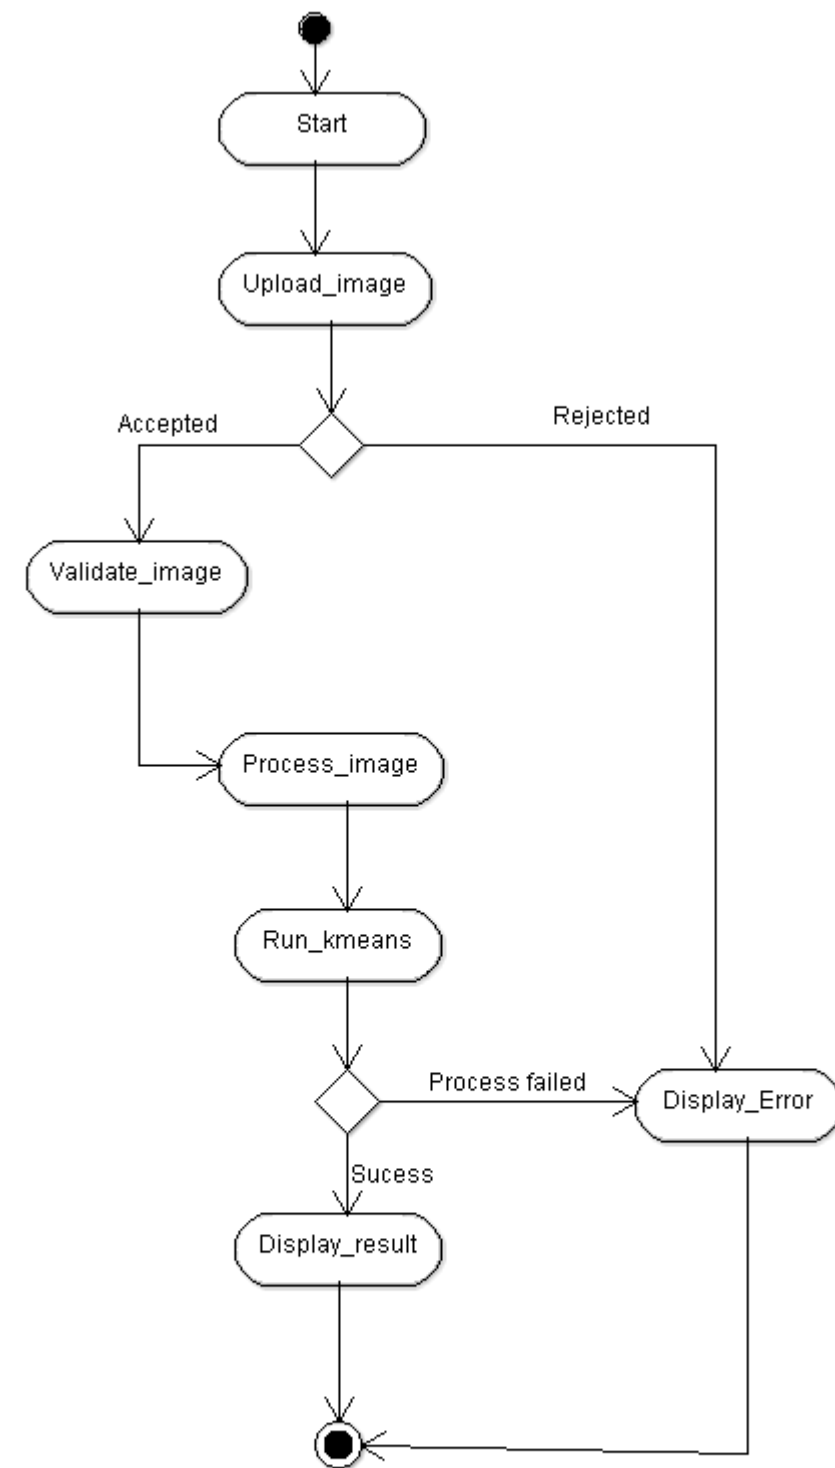 Start
Upload_image
Accepted
Rejected
Validate_image
Process_image
Run_kmeans
Process failed
Display_Error
Sucess
Display_result